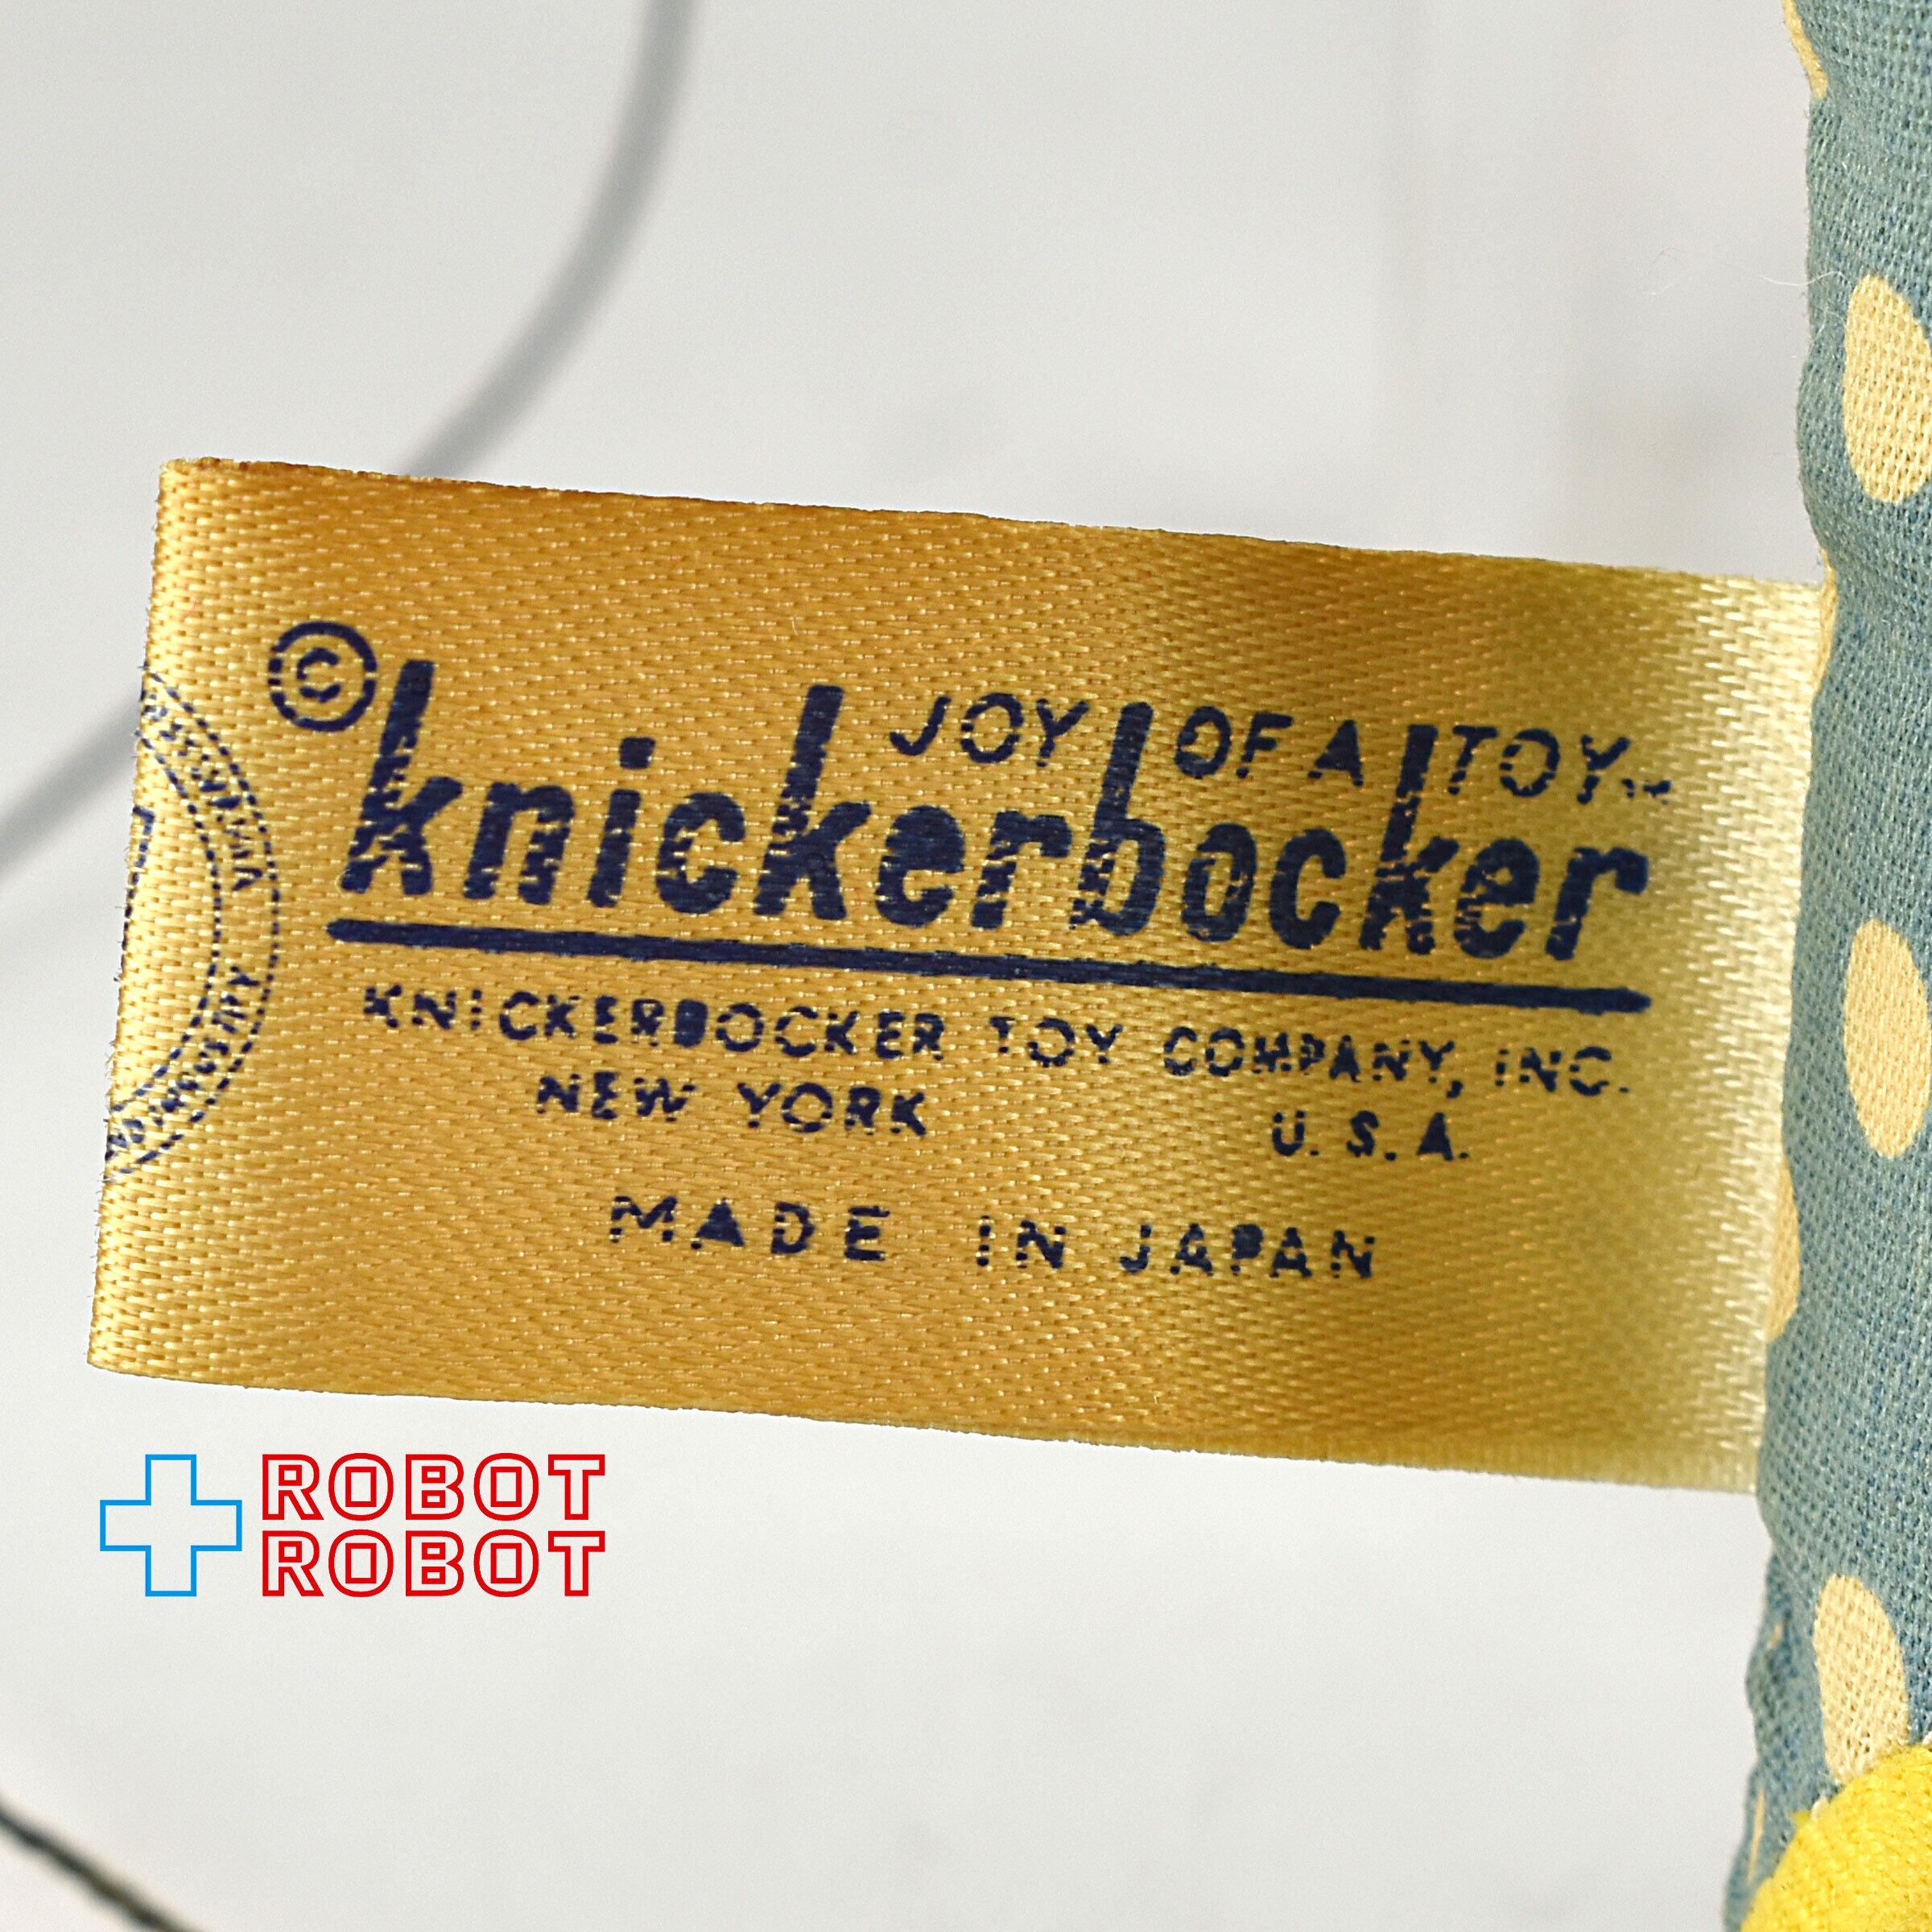 ©
JOY OF A TOY
knickerbocker
KNICKERBOCKER TOY COMPANY, INC.
NEW YORK U.S.A.
MADE IN JAPAN
ROBOT
ROBOT